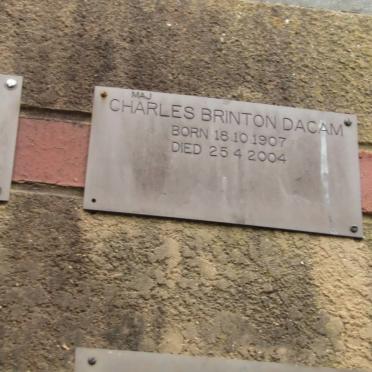 MAJ
CHARLES BRINTON DACAM
BORN 18.10.1907
DIED 25 4 2004